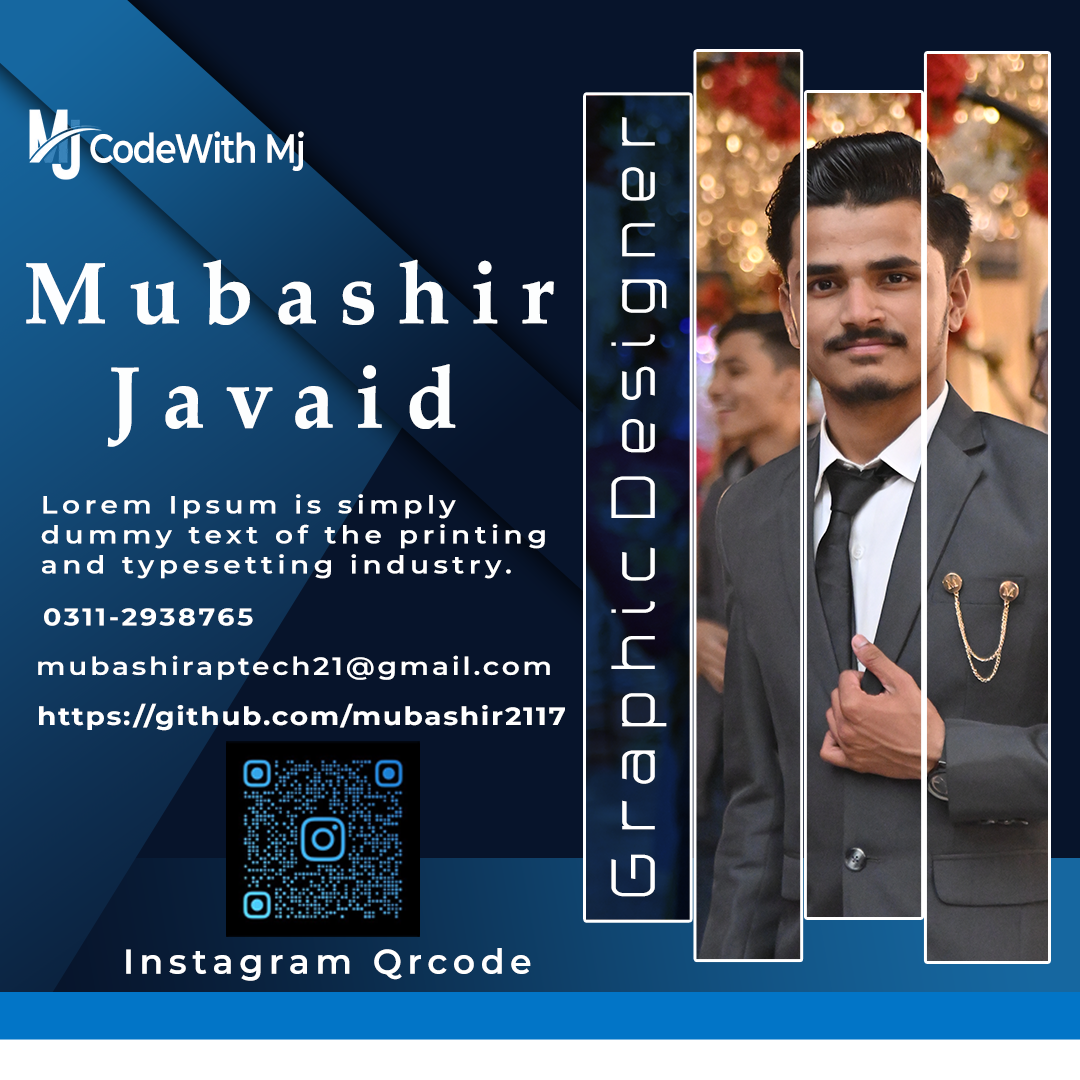 MJ CodeWith Mj
Mubashir
Javaid
Lorem Ipsum is simply
dummy text of the printing
and typesetting industry.
0311-2938765
mubashiraptech21@gmail.com
https://github.com/mubashir2117
Instagram Qrcode
Graphic Designer
M M